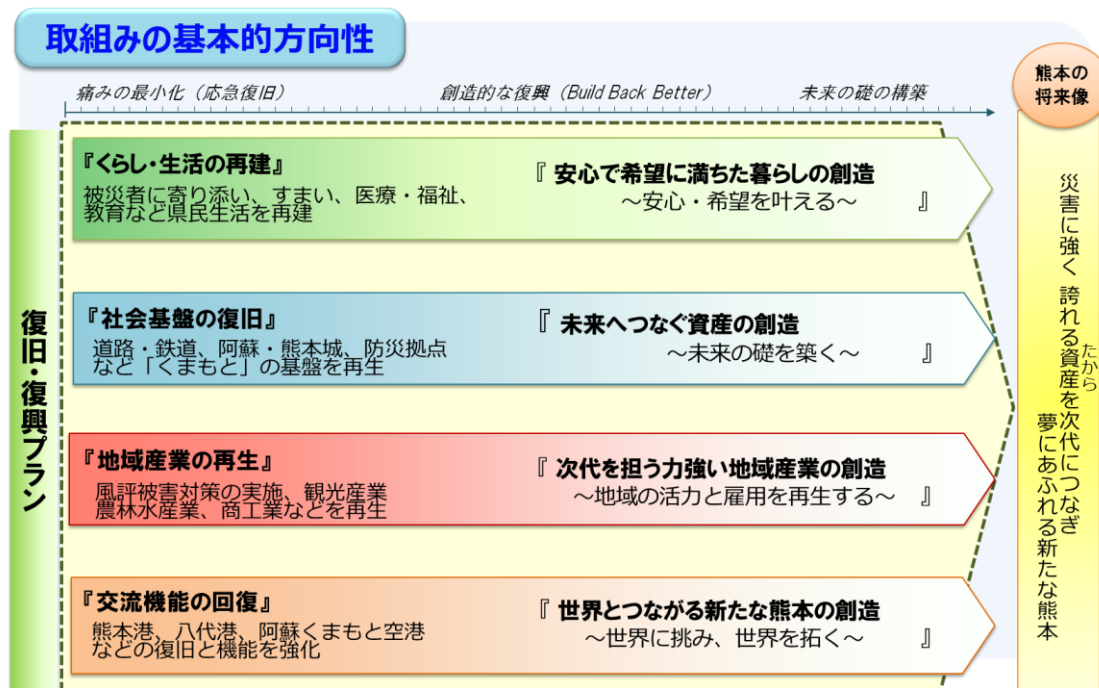 取組みの基本的方向性
熊本の
将来像
痛みの最小化（応急復旧）
創造的な復興（Build Back Better）
未来の礎の構築
復旧・復興プラン
『くらし・生活の再建』
被災者に寄り添い、すまい、医療・福祉、
教育など県民生活を再建
『 安心で希望に満ちた暮らしの創造
～安心・希望を叶える～ 』
『社会基盤の復旧』
道路・鉄道、阿蘇・熊本城、防災拠点
など「くまもと」の基盤を再生
『 未来へつなぐ資産の創造
～未来の礎を築く～ 』
『地域産業の再生』
風評被害対策の実施、観光産業
農林水産業、商工業などを再生
『 次代を担う力強い地域産業の創造
～地域の活力と雇用を再生する～ 』
『交流機能の回復』
熊本港、八代港、阿蘇くまもと空港
などの復旧と機能を強化
『 世界とつながる新たな熊本の創造
～世界に挑み、世界を拓く～ 』
災害に強く 誇れる資産を次代につなぎ
たから
夢にあふれる新たな熊本